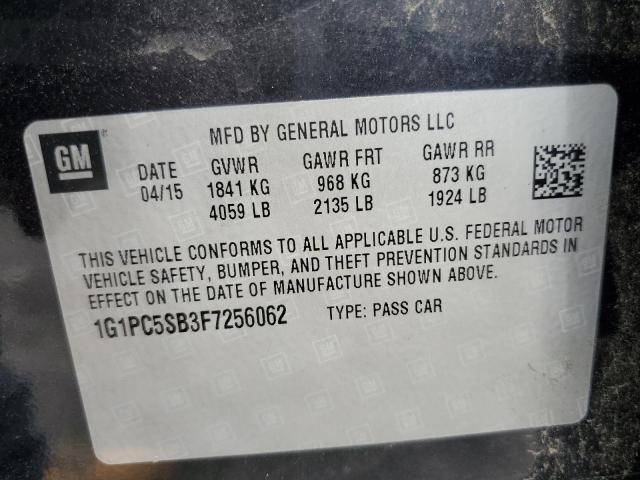 GM
MFD BY GENERAL MOTORS LLC
DATE GVWR GAWR FRT GAWR RR
04/15 1841 KG 968 KG 873 KG
4059 LB 2135 LB 1924 LB
THIS VEHICLE CONFORMS TO ALL APPLICABLE U.S. FEDERAL MOTOR
VEHICLE SAFETY, BUMPER, AND THEFT PREVENTION STANDARDS IN
EFFECT ON THE DATE OF MANUFACTURE SHOWN ABOVE.
1G1PC5SB3F7256062 TYPE: PASS CAR